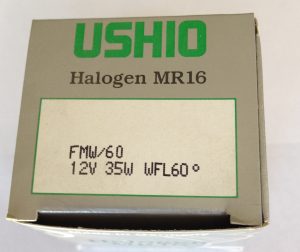 USHIO
Halogen MR16
FMW/60
12V 35W WFL60°